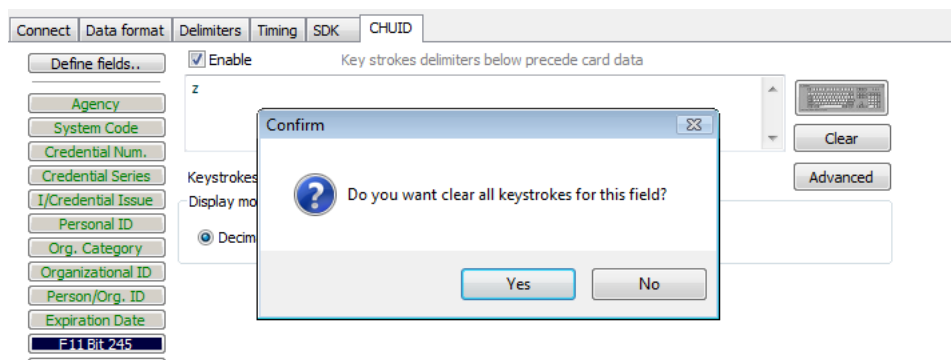 Connect Data format Delimiters Timing SDK CHUID
Define fields.. Enable Key strokes delimiters below precede card data
z
Agency
System Code
Credential Num.
Credential Series
I/Credential Issue
Personal ID
Org. Category
Organizational ID
Person/Org. ID
Expiration Date
F11 Bit 245
Clear
Keystrokes
Advanced
Display mo
Decim
Confirm
Do you want clear all keystrokes for this field?
Yes No